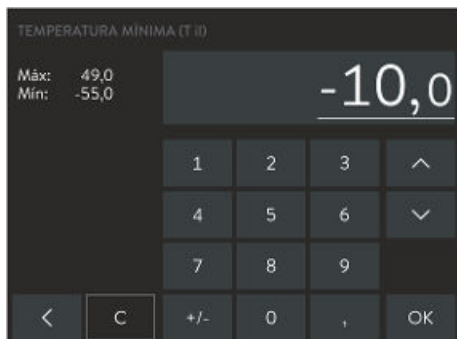 TEMPERATURA MÍNIMA (T il)
Máx: 49,0
Mín: -55,0
-10,0
1 2 3
4 5 6
7 8 9
C +/- 0 , OK